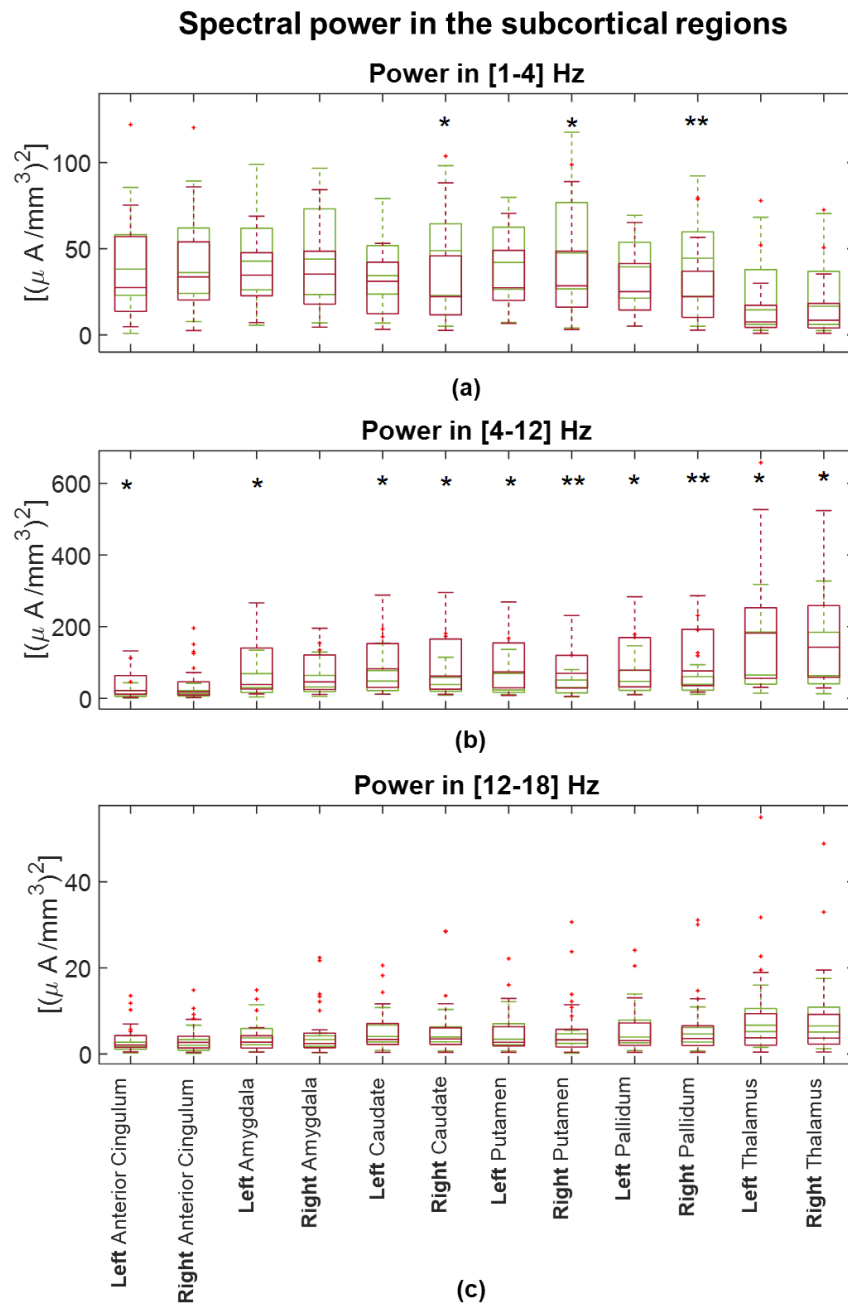 Spectral power in the subcortical regions
Power in [1-4] Hz
[(μ A /mm³)²]
100
50
0
* * **
(a)
Power in [4-12] Hz
[(μ A /mm³)²]
600
400
200
0
* * * * * ** * ** * *
(b)
Power in [12-18] Hz
[(μ A /mm³)²]
40
20
0
Left Anterior Cingulum
Right Anterior Cingulum
Left Amygdala
Right Amygdala
Left Caudate
Right Caudate
Left Putamen
Right Putamen
Left Pallidum
Right Pallidum
Left Thalamus
Right Thalamus
(c)